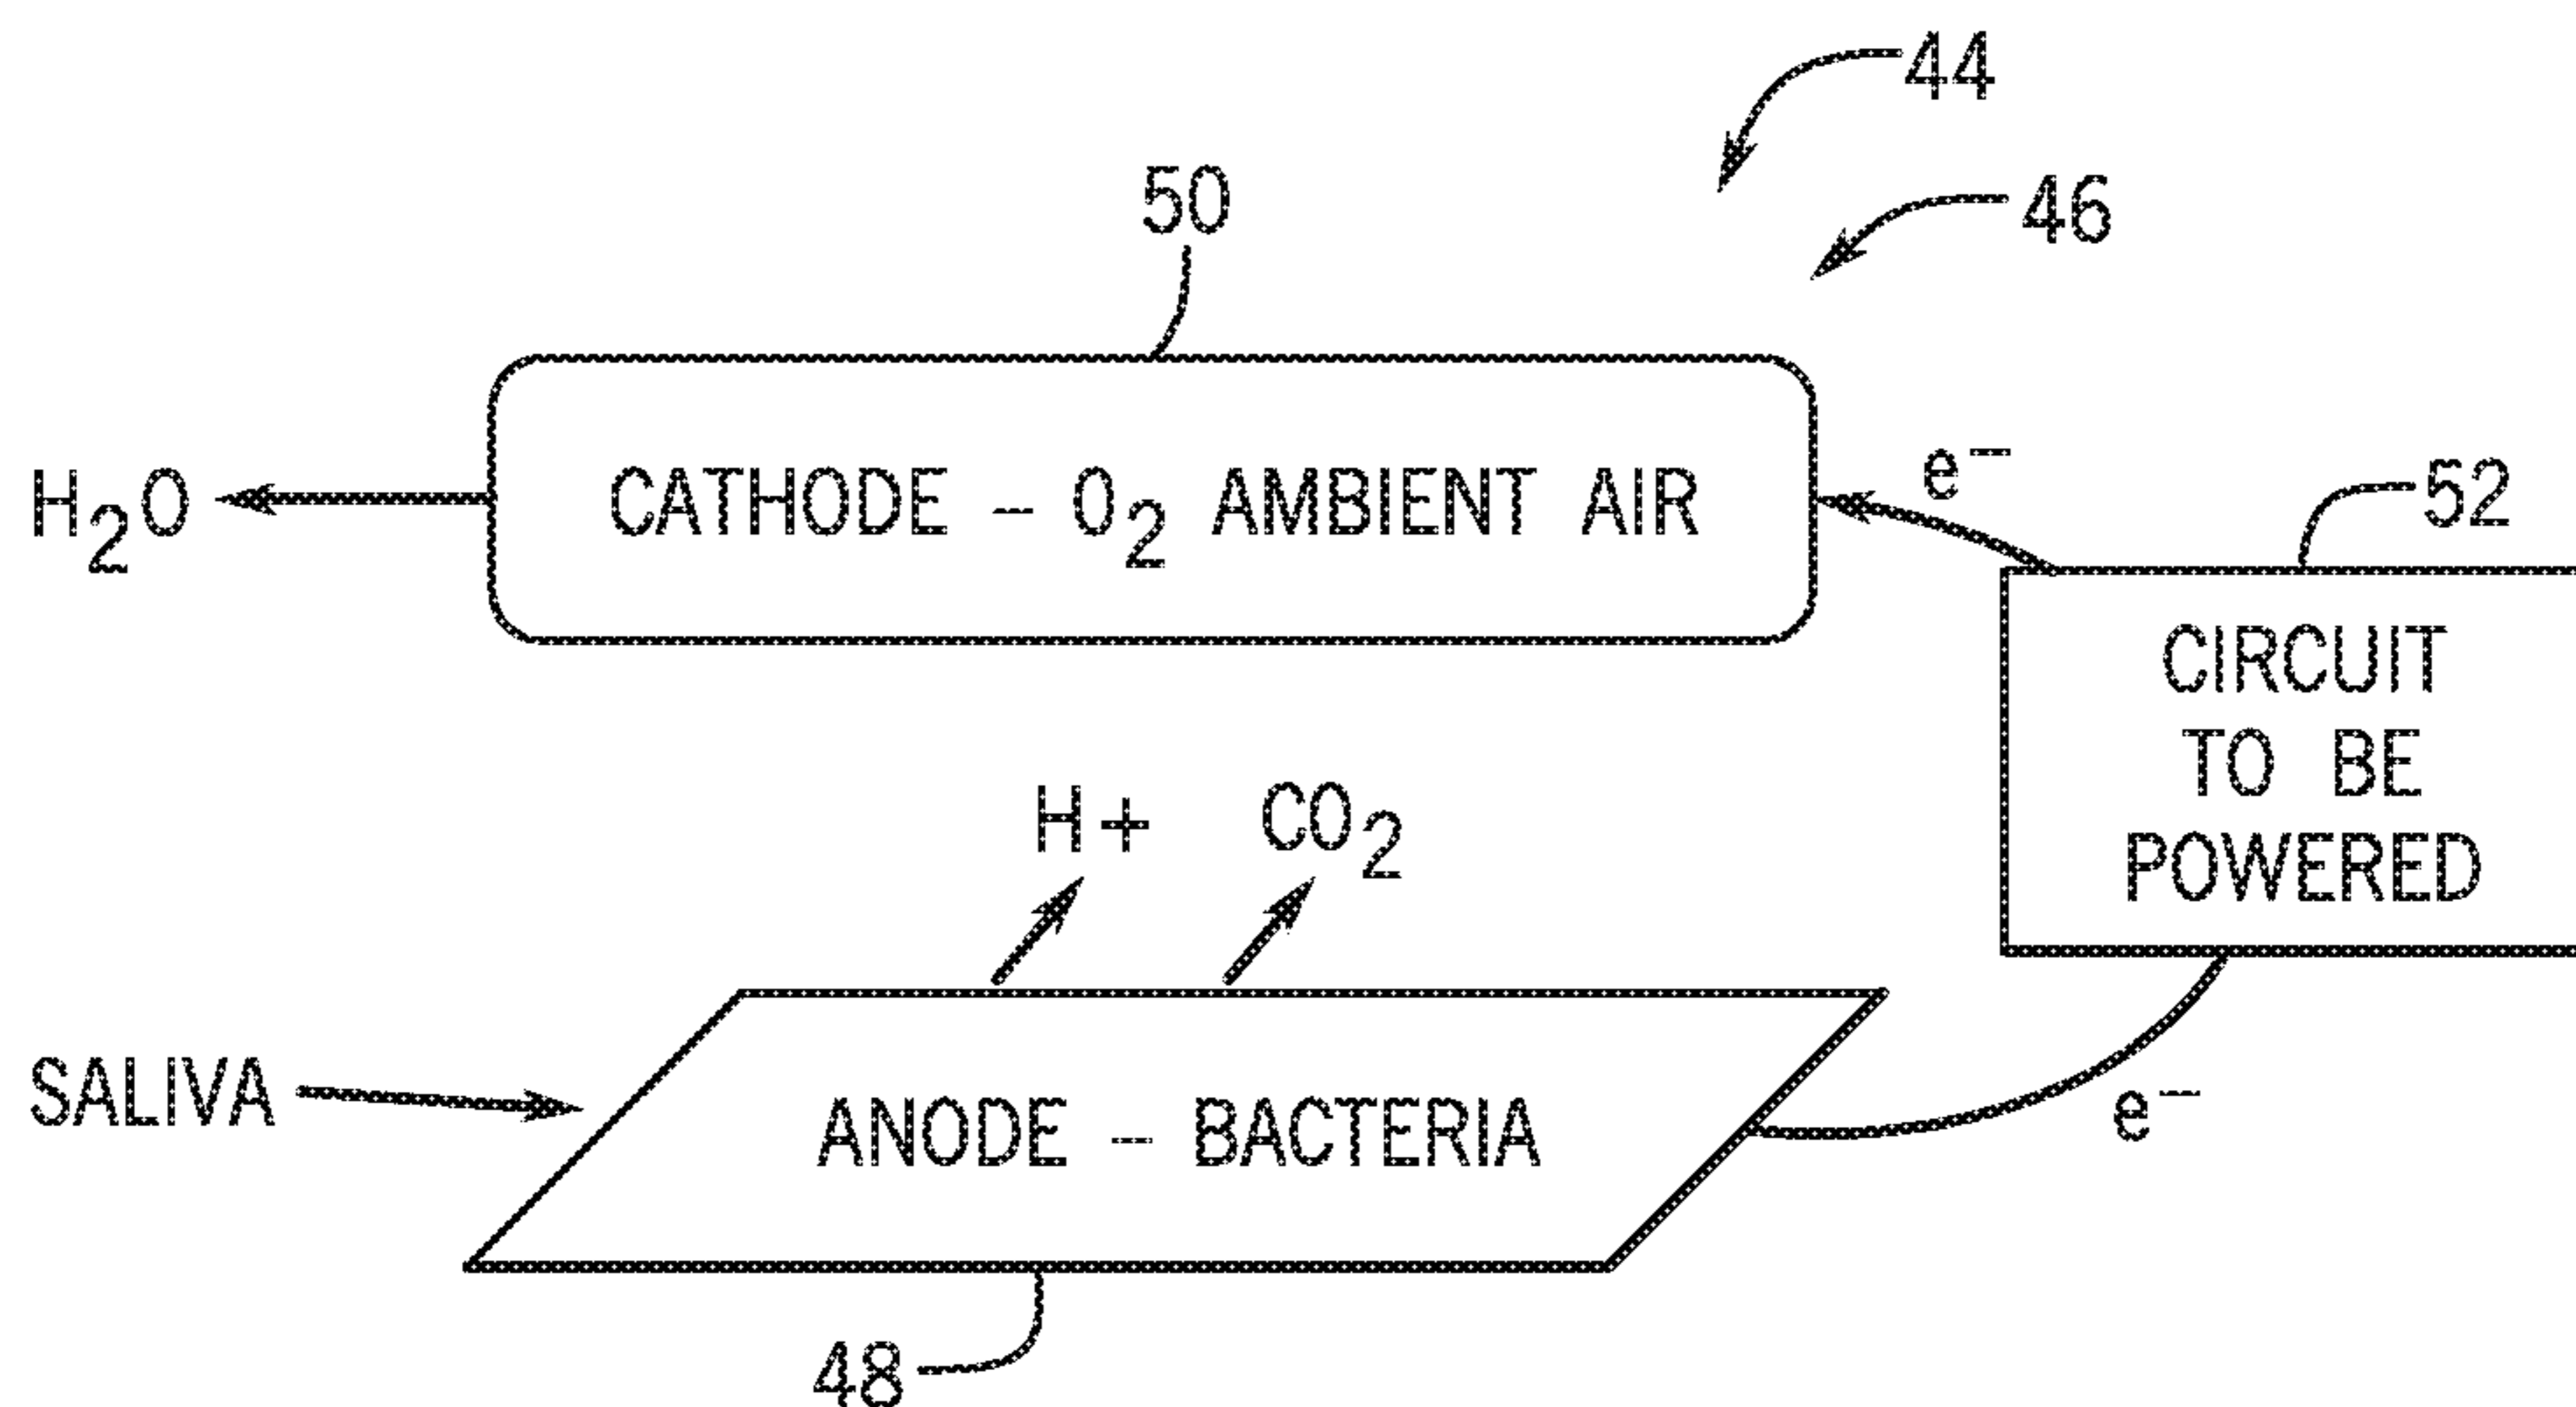 44
46
50
H₂O
CATHODE – O₂ AMBIENT AIR
e⁻
52
CIRCUIT
TO BE
POWERED
H+ CO₂
SALIVA
ANODE – BACTERIA
e⁻
48